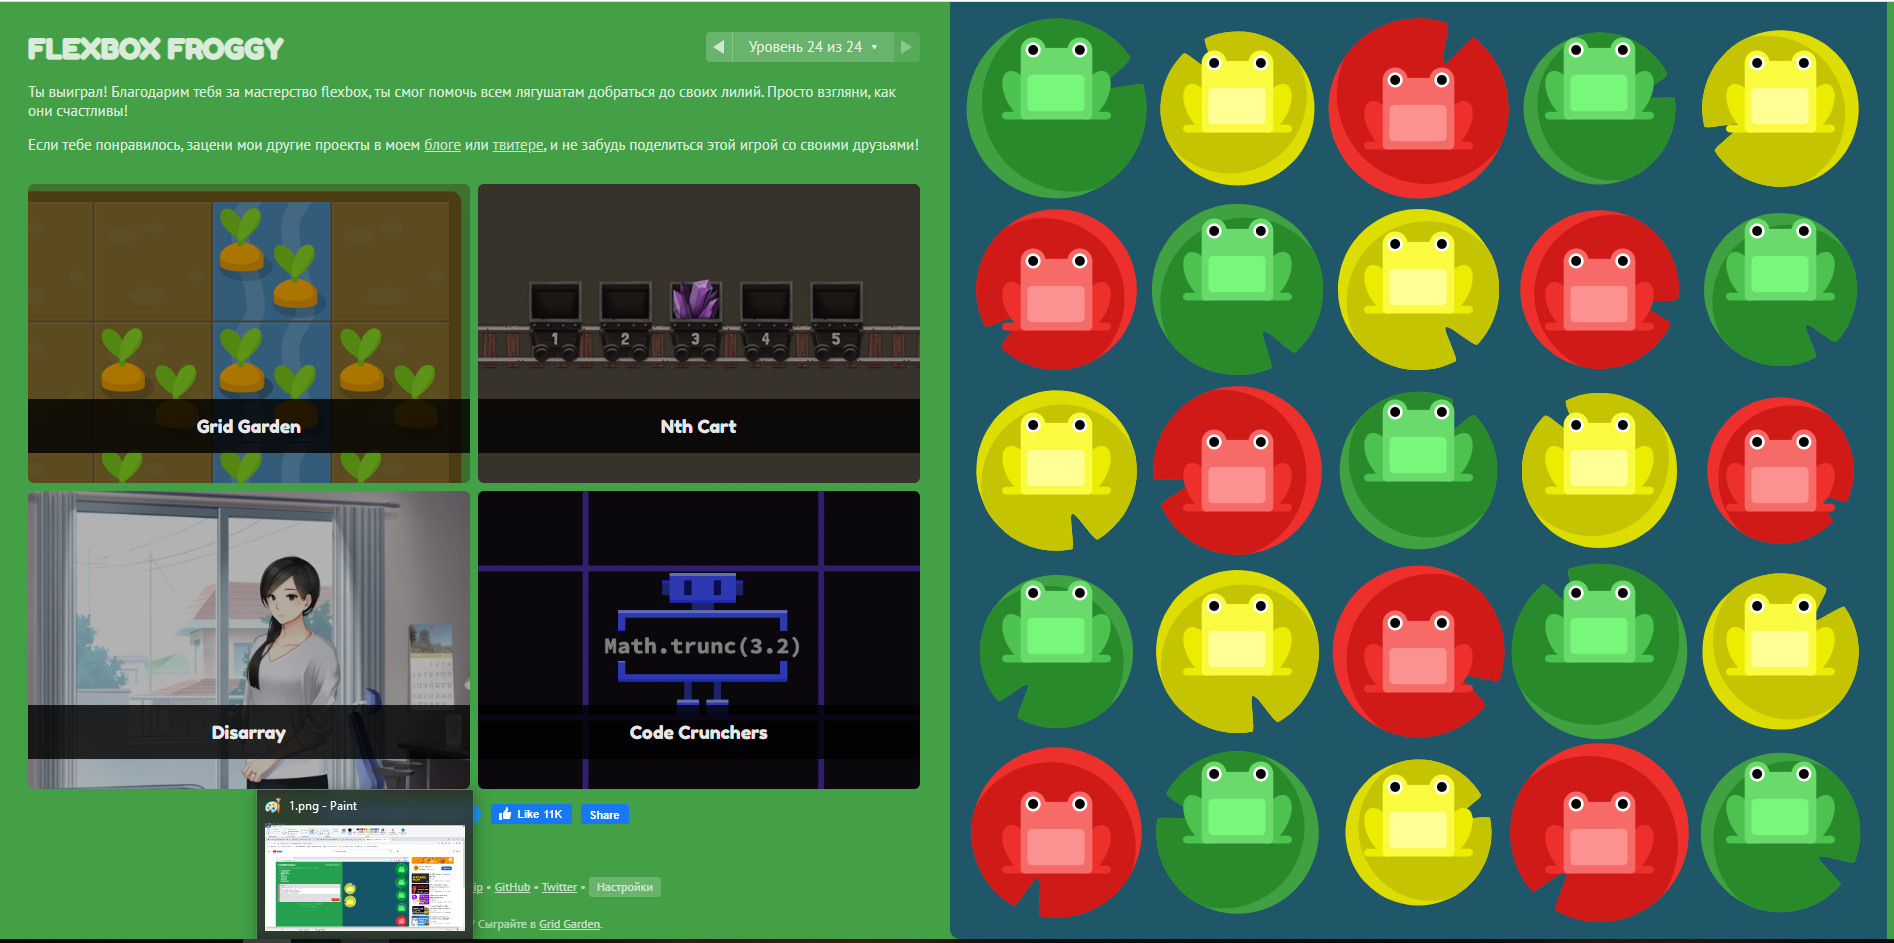 FLEXBOX FROGGY
Уровень 24 из 24
Ты выиграл! Благодарим тебя за мастерство flexbox, ты смог помочь всем лягушатам добраться до своих лилий. Просто взгляни, как
они счастливы!
Если тебе понравилось, зацени мои другие проекты в моем блоге или твитере, и не забудь поделиться этой игрой со своими друзьями!
1 2 3 4 5
Grid Garden
Nth Cart
Math.trunc(3.2)
Disarray
Code Crunchers
1.png - Paint
Like 11K
Share
ip • GitHub • Twitter • Настройки
? Сыграйте в Grid Garden.